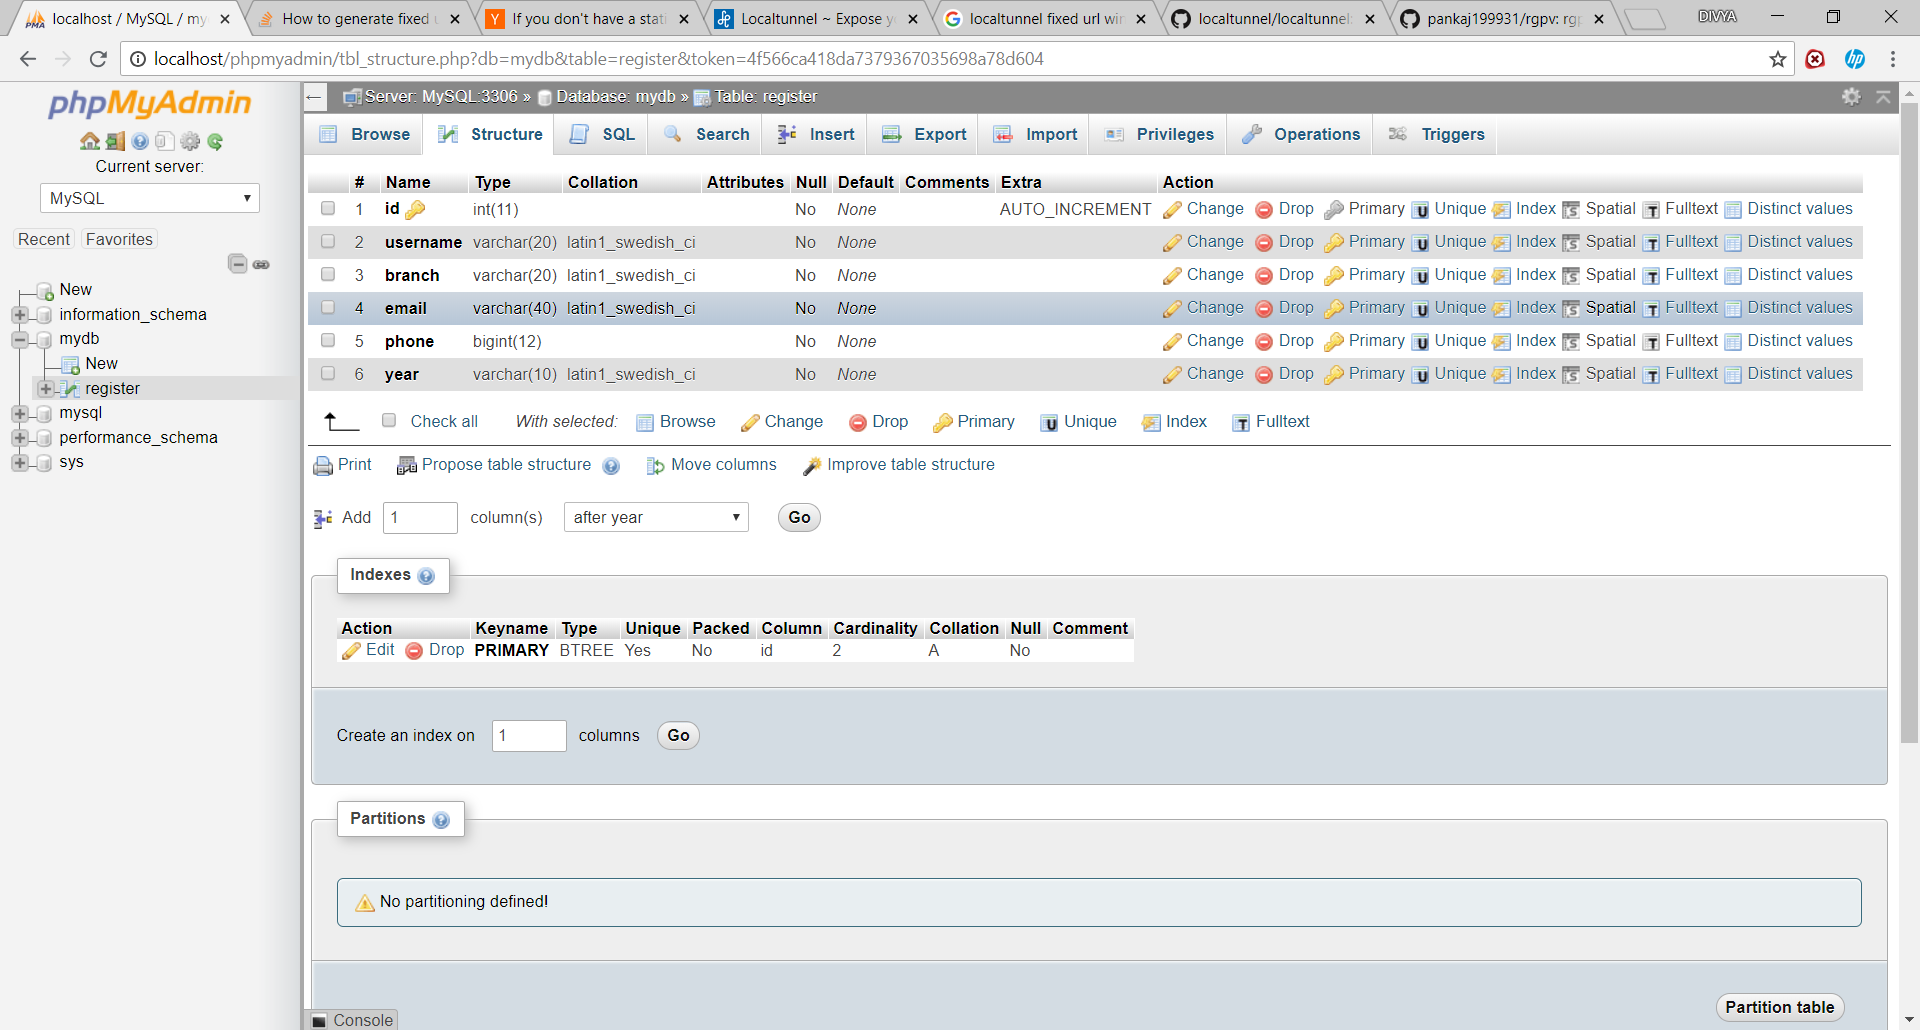 localhost / MySQL / my
How to generate fixed u
If you don't have a stati
Localtunnel ~ Expose yo
localtunnel fixed url win
localtunnel/localtunnel:
pankaj199931/rgpv: rgp
DIVYA
localhost/phpmyadmin/tbl_structure.php?db=mydb&table=register&token=4f566ca418da7379367035698a78d604
phpMyAdmin
Current server:
MySQL
Recent Favorites
New
information_schema
mydb
New
register
mysql
performance_schema
sys
Server: MySQL:3306 » Database: mydb » Table: register
Browse Structure SQL Search Insert Export Import Privileges Operations Triggers
# Name Type Collation Attributes Null Default Comments Extra Action
1 id int(11) No None AUTO_INCREMENT Change Drop Primary Unique Index Spatial Fulltext Distinct values
2 username varchar(20) latin1_swedish_ci No None Change Drop Primary Unique Index Spatial Fulltext Distinct values
3 branch varchar(20) latin1_swedish_ci No None Change Drop Primary Unique Index Spatial Fulltext Distinct values
4 email varchar(40) latin1_swedish_ci No None Change Drop Primary Unique Index Spatial Fulltext Distinct values
5 phone bigint(12) No None Change Drop Primary Unique Index Spatial Fulltext Distinct values
6 year varchar(10) latin1_swedish_ci No None Change Drop Primary Unique Index Spatial Fulltext Distinct values
Check all With selected: Browse Change Drop Primary Unique Index Fulltext
Print Propose table structure Move columns Improve table structure
Add 1 column(s) after year Go
Indexes
Action Keyname Type Unique Packed Column Cardinality Collation Null Comment
Edit Drop PRIMARY BTREE Yes No id 2 A No
Create an index on 1 columns Go
Partitions
No partitioning defined!
Partition table
Console